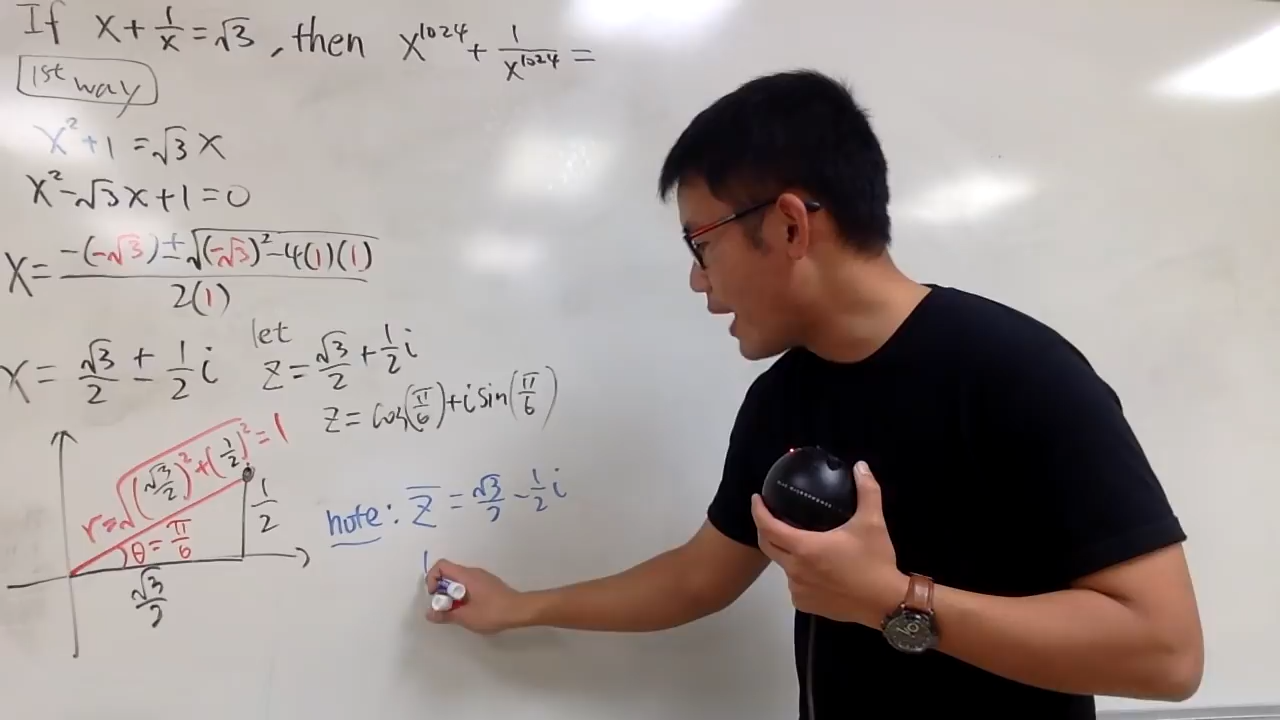 If x + 1/x = √3, then x^1024 + 1/x^1024 =
1st way
x² + 1 = √3 x
x² - √3x + 1 = 0
x = (-(-√3) ± √((-√3)² - 4(1)(1))) / 2(1)
x = √3/2 ± 1/2 i
let
z = √3/2 + 1/2 i
z = cos(π/6) + i sin(π/6)
r = √((√3/2)² + (1/2)²) = 1
θ = π/6
1/2
√3/2
note: z̅ = √3/2 - 1/2 i